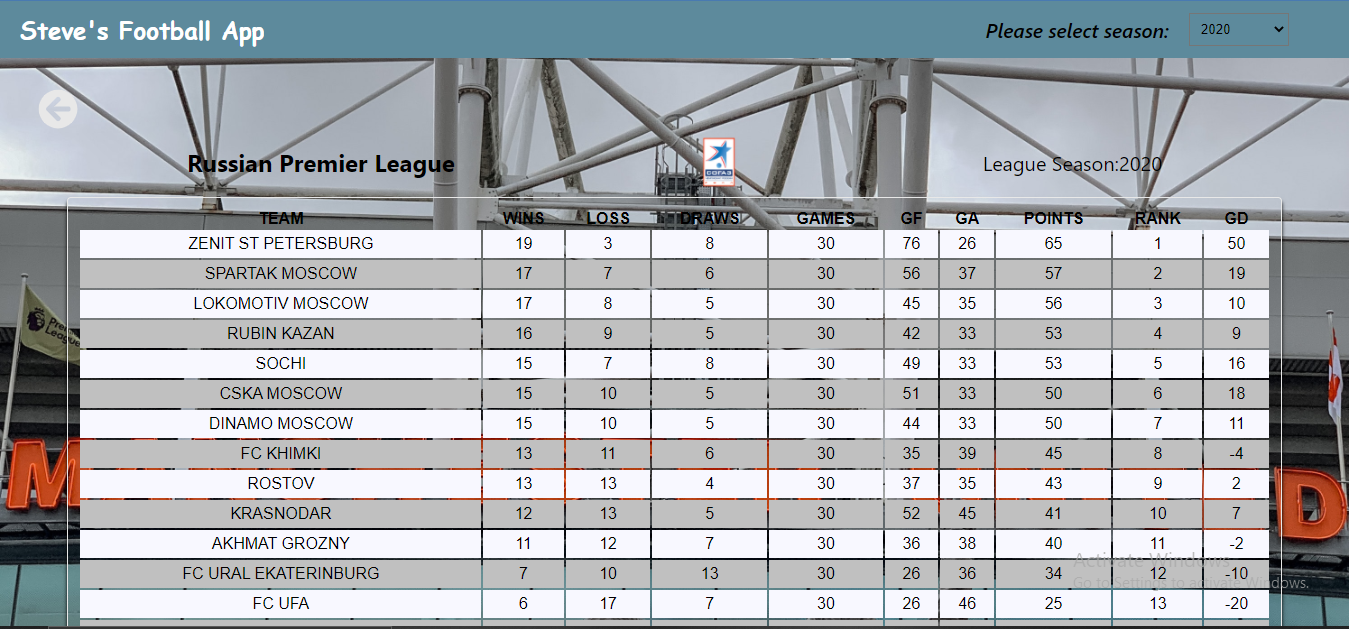 Steve's Football App
Please select season: 2020
Russian Premier League
League Season:2020
TEAM WINS LOSS DRAWS GAMES GF GA POINTS RANK GD
ZENIT ST PETERSBURG 19 3 8 30 76 26 65 1 50
SPARTAK MOSCOW 17 7 6 30 56 37 57 2 19
LOKOMOTIV MOSCOW 17 8 5 30 45 35 56 3 10
RUBIN KAZAN 16 9 5 30 42 33 53 4 9
SOCHI 15 7 8 30 49 33 53 5 16
CSKA MOSCOW 15 10 5 30 51 33 50 6 18
DINAMO MOSCOW 15 10 5 30 44 33 50 7 11
FC KHIMKI 13 11 6 30 35 39 45 8 -4
ROSTOV 13 13 4 30 37 35 43 9 2
KRASNODAR 12 13 5 30 52 45 41 10 7
AKHMAT GROZNY 11 12 7 30 36 38 40 11 -2
FC URAL EKATERINBURG 7 10 13 30 26 36 34 12 -10
FC UFA 6 17 7 30 26 46 25 13 -20
Premier
League
M
D
Activate Windows
Go to Settings to activate Windows.